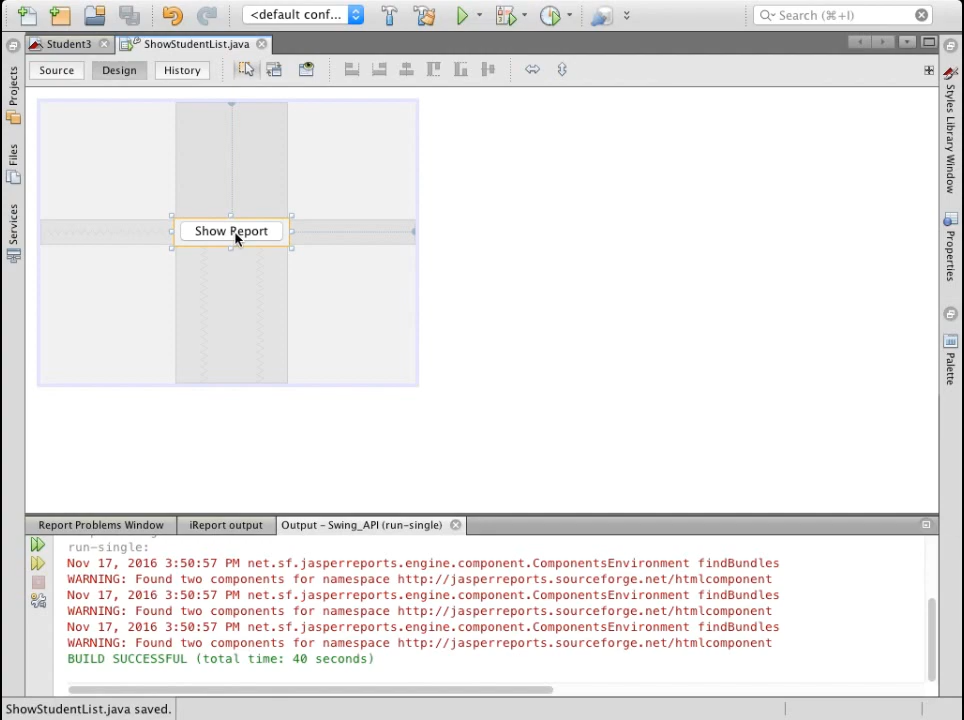 <default conf...
Search (⌘+I)
Student3
ShowStudentList.java
Source
Design
History
Projects
Files
Services
Show Report
Styles Library Window
Properties
Palette
Report Problems Window
iReport output
Output – Swing_API (run-single)
run-single:
Nov 17, 2016 3:50:57 PM net.sf.jasperreports.engine.component.ComponentsEnvironment findBundles
WARNING: Found two components for namespace http://jasperreports.sourceforge.net/htmlcomponent
Nov 17, 2016 3:50:57 PM net.sf.jasperreports.engine.component.ComponentsEnvironment findBundles
WARNING: Found two components for namespace http://jasperreports.sourceforge.net/htmlcomponent
Nov 17, 2016 3:50:57 PM net.sf.jasperreports.engine.component.ComponentsEnvironment findBundles
WARNING: Found two components for namespace http://jasperreports.sourceforge.net/htmlcomponent
BUILD SUCCESSFUL (total time: 40 seconds)
ShowStudentList.java saved.